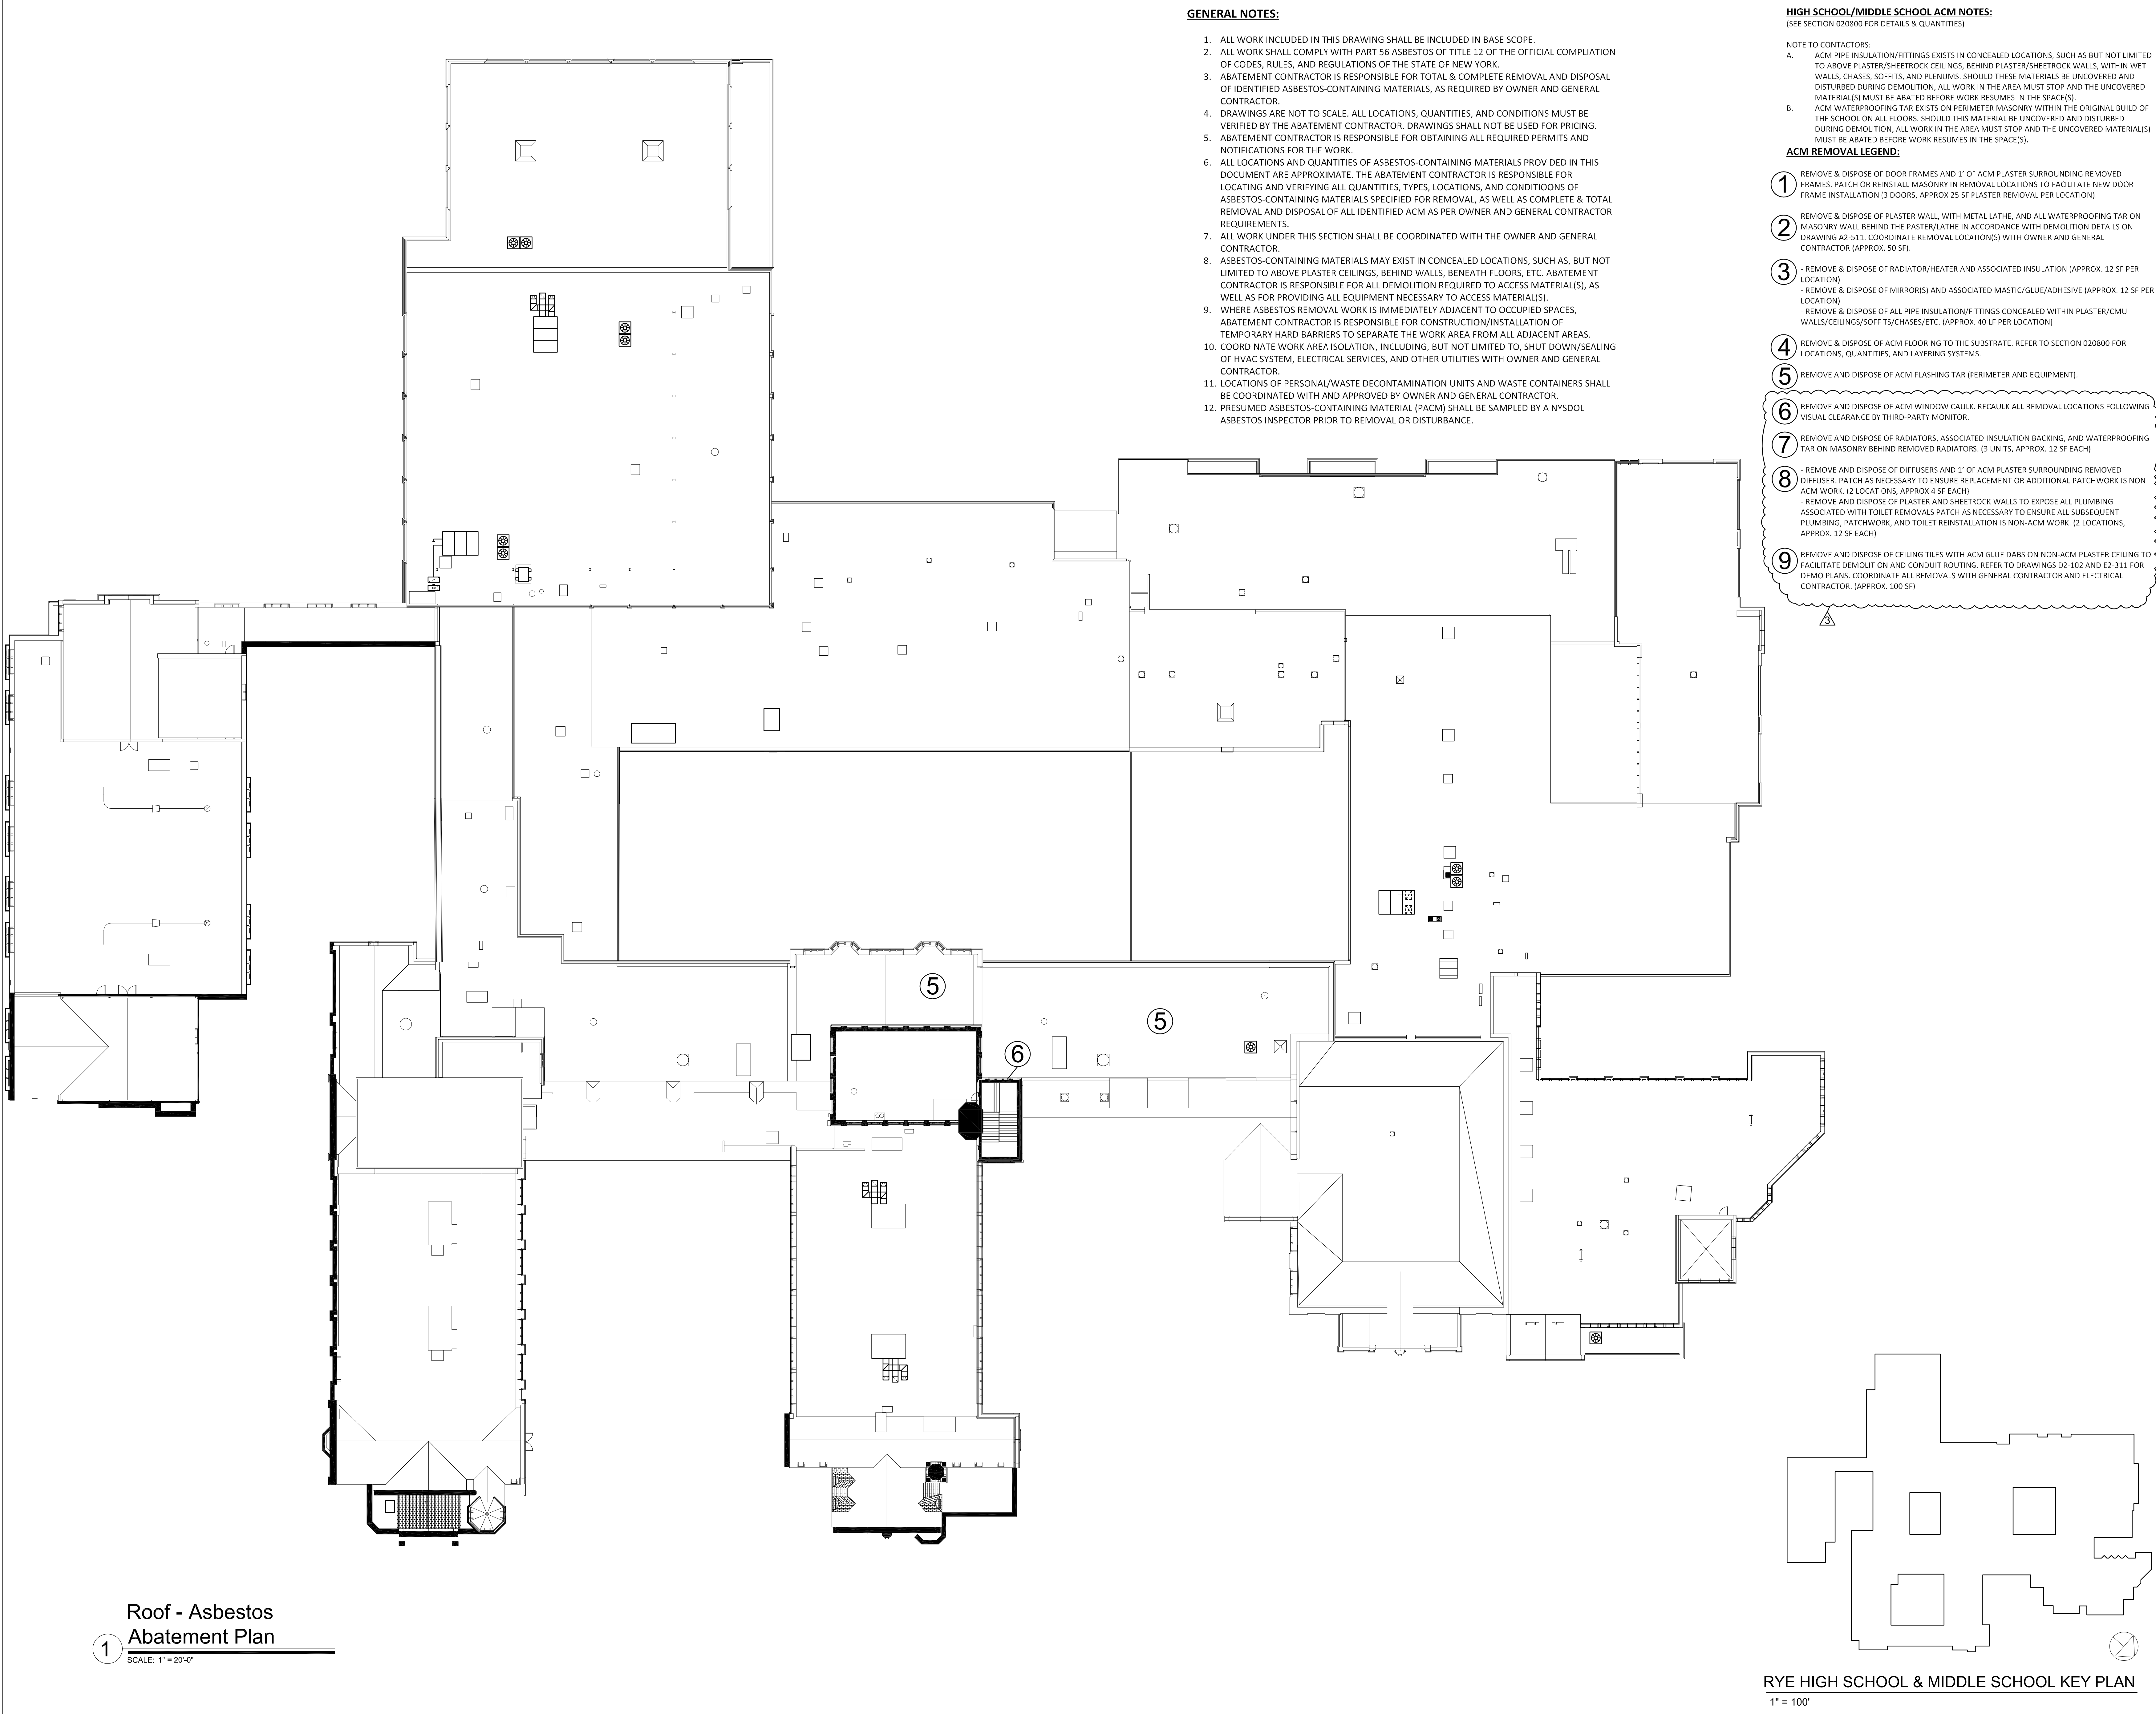 GENERAL NOTES:
1. ALL WORK INCLUDED IN THIS DRAWING SHALL BE INCLUDED IN BASE SCOPE.
2. ALL WORK SHALL COMPLY WITH PART 56 ASBESTOS OF TITLE 12 OF THE OFFICIAL COMPLIATION
OF CODES, RULES, AND REGULATIONS OF THE STATE OF NEW YORK.
3. ABATEMENT CONTRACTOR IS RESPONSIBLE FOR TOTAL & COMPLETE REMOVAL AND DISPOSAL
OF IDENTIFIED ASBESTOS-CONTAINING MATERIALS, AS REQUIRED BY OWNER AND GENERAL
CONTRACTOR.
4. DRAWINGS ARE NOT TO SCALE. ALL LOCATIONS, QUANTITIES, AND CONDITIONS MUST BE
VERIFIED BY THE ABATEMENT CONTRACTOR. DRAWINGS SHALL NOT BE USED FOR PRICING.
5. ABATEMENT CONTRACTOR IS RESPONSIBLE FOR OBTAINING ALL REQUIRED PERMITS AND
NOTIFICATIONS FOR THE WORK.
6. ALL LOCATIONS AND QUANTITIES OF ASBESTOS-CONTAINING MATERIALS PROVIDED IN THIS
DOCUMENT ARE APPROXIMATE. THE ABATEMENT CONTRACTOR IS RESPONSIBLE FOR
LOCATING AND VERIFYING ALL QUANTITIES, TYPES, LOCATIONS, AND CONDITIOONS OF
ASBESTOS-CONTAINING MATERIALS SPECIFIED FOR REMOVAL, AS WELL AS COMPLETE & TOTAL
REMOVAL AND DISPOSAL OF ALL IDENTIFIED ACM AS PER OWNER AND GENERAL CONTRACTOR
REQUIREMENTS.
7. ALL WORK UNDER THIS SECTION SHALL BE COORDINATED WITH THE OWNER AND GENERAL
CONTRACTOR.
8. ASBESTOS-CONTAINING MATERIALS MAY EXIST IN CONCEALED LOCATIONS, SUCH AS, BUT NOT
LIMITED TO ABOVE PLASTER CEILINGS, BEHIND WALLS, BENEATH FLOORS, ETC. ABATEMENT
CONTRACTOR IS RESPONSIBLE FOR ALL DEMOLITION REQUIRED TO ACCESS MATERIAL(S), AS
WELL AS FOR PROVIDING ALL EQUIPMENT NECESSARY TO ACCESS MATERIAL(S).
9. WHERE ASBESTOS REMOVAL WORK IS IMMEDIATELY ADJACENT TO OCCUPIED SPACES,
ABATEMENT CONTRACTOR IS RESPONSIBLE FOR CONSTRUCTION/INSTALLATION OF
TEMPORARY HARD BARRIERS TO SEPARATE THE WORK AREA FROM ALL ADJACENT AREAS.
10. COORDINATE WORK AREA ISOLATION, INCLUDING, BUT NOT LIMITED TO, SHUT DOWN/SEALING
OF HVAC SYSTEM, ELECTRICAL SERVICES, AND OTHER UTILITIES WITH OWNER AND GENERAL
CONTRACTOR.
11. LOCATIONS OF PERSONAL/WASTE DECONTAMINATION UNITS AND WASTE CONTAINERS SHALL
BE COORDINATED WITH AND APPROVED BY OWNER AND GENERAL CONTRACTOR.
12. PRESUMED ASBESTOS-CONTAINING MATERIAL (PACM) SHALL BE SAMPLED BY A NYSDOL
ASBESTOS INSPECTOR PRIOR TO REMOVAL OR DISTURBANCE.
HIGH SCHOOL/MIDDLE SCHOOL ACM NOTES:
(SEE SECTION 020800 FOR DETAILS & QUANTITIES)
NOTE TO CONTACTORS:
A. ACM PIPE INSULATION/FITTINGS EXISTS IN CONCEALED LOCATIONS, SUCH AS BUT NOT LIMITED
TO ABOVE PLASTER/SHEETROCK CEILINGS, BEHIND PLASTER/SHEETROCK WALLS, WITHIN WET
WALLS, CHASES, SOFFITS, AND PLENUMS. SHOULD THESE MATERIALS BE UNCOVERED AND
DISTURBED DURING DEMOLITION, ALL WORK IN THE AREA MUST STOP AND THE UNCOVERED
MATERIAL(S) MUST BE ABATED BEFORE WORK RESUMES IN THE SPACE(S).
B. ACM WATERPROOFING TAR EXISTS ON PERIMETER MASONRY WITHIN THE ORIGINAL BUILD OF
THE SCHOOL ON ALL FLOORS. SHOULD THIS MATERIAL BE UNCOVERED AND DISTURBED
DURING DEMOLITION, ALL WORK IN THE AREA MUST STOP AND THE UNCOVERED MATERIAL(S)
MUST BE ABATED BEFORE WORK RESUMES IN THE SPACE(S).
ACM REMOVAL LEGEND:
1 REMOVE & DISPOSE OF DOOR FRAMES AND 1' OF ACM PLASTER SURROUNDING REMOVED
FRAMES. PATCH OR REINSTALL MASONRY IN REMOVAL LOCATIONS TO FACILITATE NEW DOOR
FRAME INSTALLATION (3 DOORS, APPROX 25 SF PLASTER REMOVAL PER LOCATION).
2 REMOVE & DISPOSE OF PLASTER WALL, WITH METAL LATHE, AND ALL WATERPROOFING TAR ON
MASONRY WALL BEHIND THE PASTER/LATHE IN ACCORDANCE WITH DEMOLITION DETAILS ON
DRAWING A2-511. COORDINATE REMOVAL LOCATION(S) WITH OWNER AND GENERAL
CONTRACTOR (APPROX. 50 SF).
3 - REMOVE & DISPOSE OF RADIATOR/HEATER AND ASSOCIATED INSULATION (APPROX. 12 SF PER
LOCATION)
- REMOVE & DISPOSE OF MIRROR(S) AND ASSOCIATED MASTIC/GLUE/ADHESIVE (APPROX. 12 SF PER
LOCATION)
- REMOVE & DISPOSE OF ALL PIPE INSULATION/FITTINGS CONCEALED WITHIN PLASTER/CMU
WALLS/CEILINGS/SOFFITS/CHASES/ETC. (APPROX. 40 LF PER LOCATION)
4 REMOVE & DISPOSE OF ACM FLOORING TO THE SUBSTRATE. REFER TO SECTION 020800 FOR
LOCATIONS, QUANTITIES, AND LAYERING SYSTEMS.
5 REMOVE AND DISPOSE OF ACM FLASHING TAR (PERIMETER AND EQUIPMENT).
6 REMOVE AND DISPOSE OF ACM WINDOW CAULK. RECAULK ALL REMOVAL LOCATIONS FOLLOWING
VISUAL CLEARANCE BY THIRD-PARTY MONITOR.
7 REMOVE AND DISPOSE OF RADIATORS, ASSOCIATED INSULATION BACKING, AND WATERPROOFING
TAR ON MASONRY BEHIND REMOVED RADIATORS. (3 UNITS, APPROX. 12 SF EACH)
8 - REMOVE AND DISPOSE OF DIFFUSERS AND 1' OF ACM PLASTER SURROUNDING REMOVED
DIFFUSER. PATCH AS NECESSARY TO ENSURE REPLACEMENT OR ADDITIONAL PATCHWORK IS NON
ACM WORK. (2 LOCATIONS, APPROX 4 SF EACH)
- REMOVE AND DISPOSE OF PLASTER AND SHEETROCK WALLS TO EXPOSE ALL PLUMBING
ASSOCIATED WITH TOILET REMOVALS PATCH AS NECESSARY TO ENSURE ALL SUBSEQUENT
PLUMBING, PATCHWORK, AND TOILET REINSTALLATION IS NON-ACM WORK. (2 LOCATIONS,
APPROX. 12 SF EACH)
9 REMOVE AND DISPOSE OF CEILING TILES WITH ACM GLUE DABS ON NON-ACM PLASTER CEILING TO
FACILITATE DEMOLITION AND CONDUIT ROUTING. REFER TO DRAWINGS D2-102 AND E2-311 FOR
DEMO PLANS. COORDINATE ALL REMOVALS WITH GENERAL CONTRACTOR AND ELECTRICAL
CONTRACTOR. (APPROX. 100 SF)
3
5
5
6
Roof - Asbestos
Abatement Plan
1
SCALE: 1" = 20'-0"
RYE HIGH SCHOOL & MIDDLE SCHOOL KEY PLAN
1" = 100'